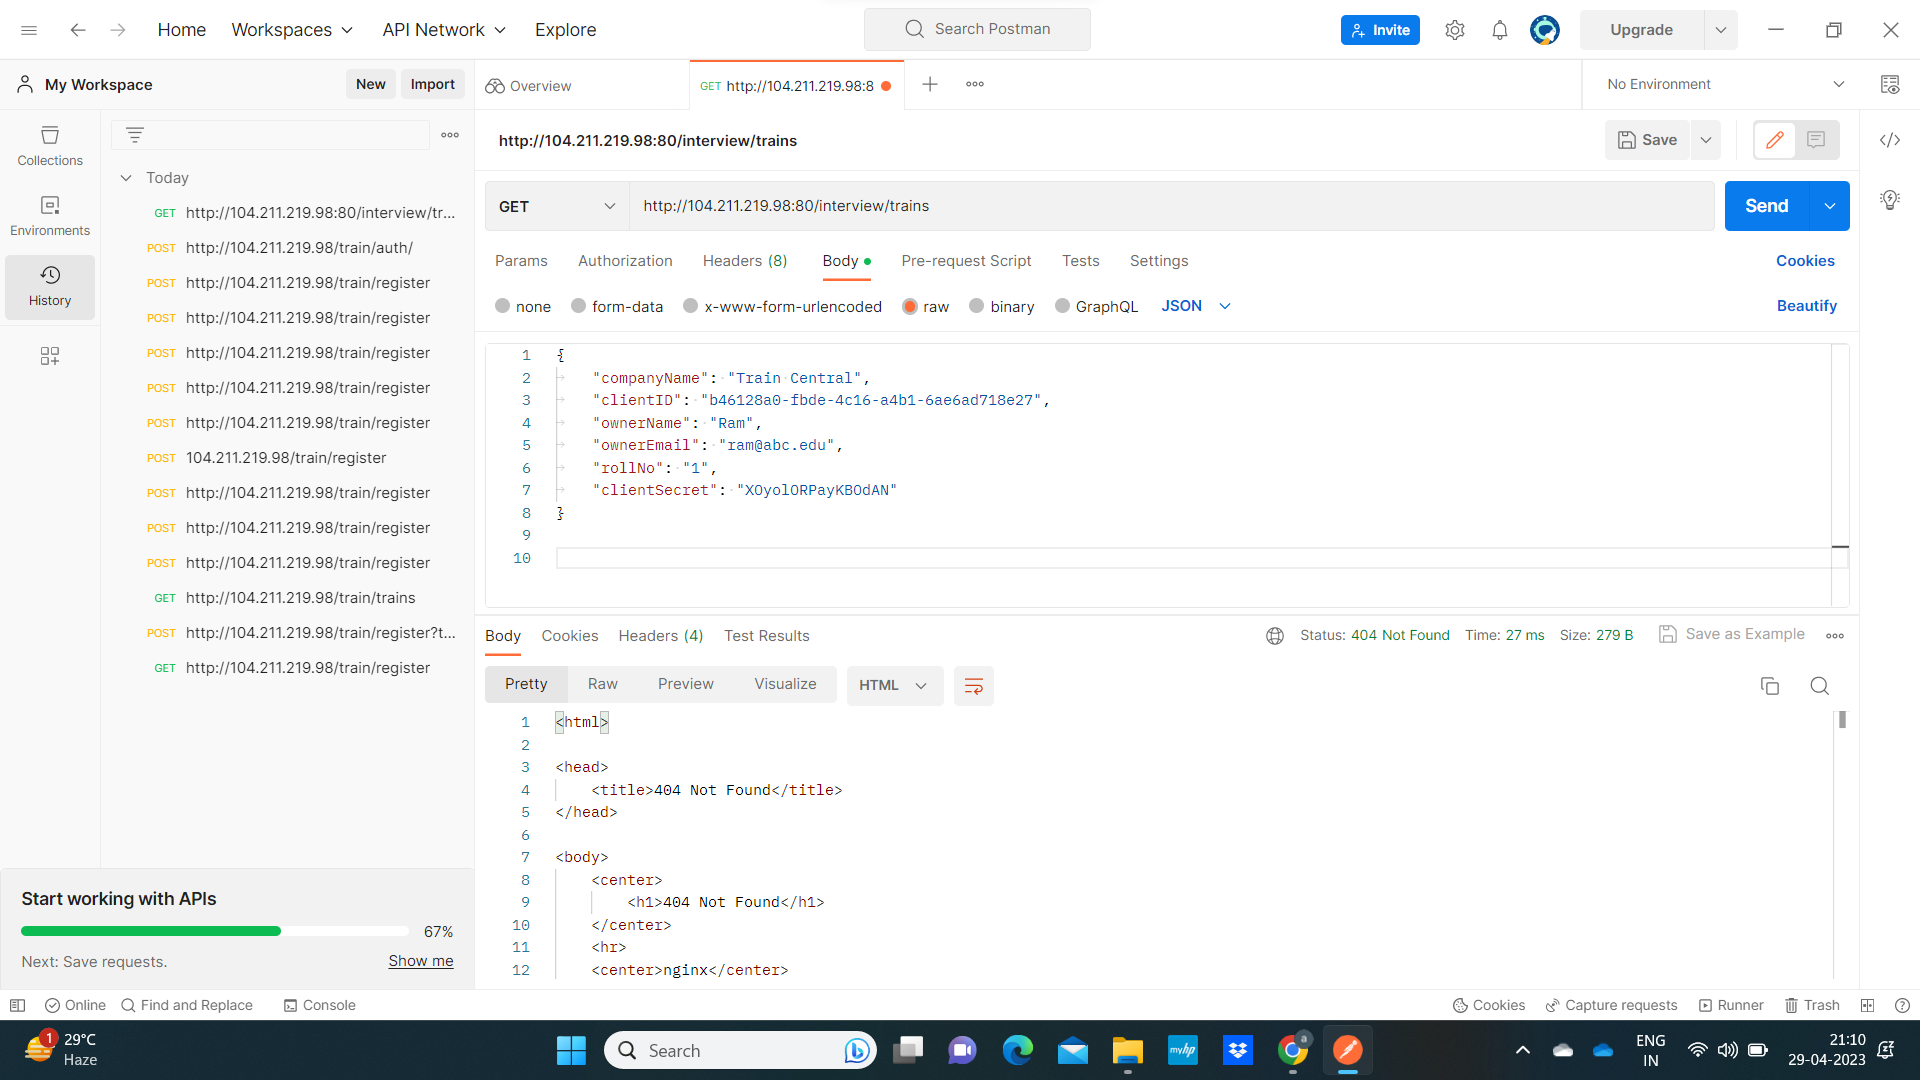 Home
Workspaces
API Network
Explore
Search Postman
Invite
Upgrade
My Workspace
New
Import
Overview
GET http://104.211.219.98:8
No Environment
Collections
Environments
History
Today
GET http://104.211.219.98:80/interview/tr...
POST http://104.211.219.98/train/auth/
POST http://104.211.219.98/train/register
POST http://104.211.219.98/train/register
POST http://104.211.219.98/train/register
POST http://104.211.219.98/train/register
POST http://104.211.219.98/train/register
POST 104.211.219.98/train/register
POST http://104.211.219.98/train/register
POST http://104.211.219.98/train/register
POST http://104.211.219.98/train/register
GET http://104.211.219.98/train/trains
POST http://104.211.219.98/train/register?t...
GET http://104.211.219.98/train/register
Start working with APIs
67%
Next: Save requests.
Show me
http://104.211.219.98:80/interview/trains
Save
GET
http://104.211.219.98:80/interview/trains
Send
Params
Authorization
Headers (8)
Body
Pre-request Script
Tests
Settings
Cookies
none
form-data
x-www-form-urlencoded
raw
binary
GraphQL
JSON
Beautify
1 {
2 "companyName": "Train Central",
3 "clientID": "b46128a0-fbde-4c16-a4b1-6ae6ad718e27",
4 "ownerName": "Ram",
5 "ownerEmail": "ram@abc.edu",
6 "rollNo": "1",
7 "clientSecret": "XOyolORPayKBOdAN"
8 }
9
10
Body
Cookies
Headers (4)
Test Results
Status: 404 Not Found
Time: 27 ms
Size: 279 B
Save as Example
Pretty
Raw
Preview
Visualize
HTML
1 <html>
2
3 <head>
4 <title>404 Not Found</title>
5 </head>
6
7 <body>
8 <center>
9 <h1>404 Not Found</h1>
10 </center>
11 <hr>
12 <center>nginx</center>
Online
Find and Replace
Console
Cookies
Capture requests
Runner
Trash
1
29°C
Haze
Search
myhp
a
ENG
IN
21:10
29-04-2023